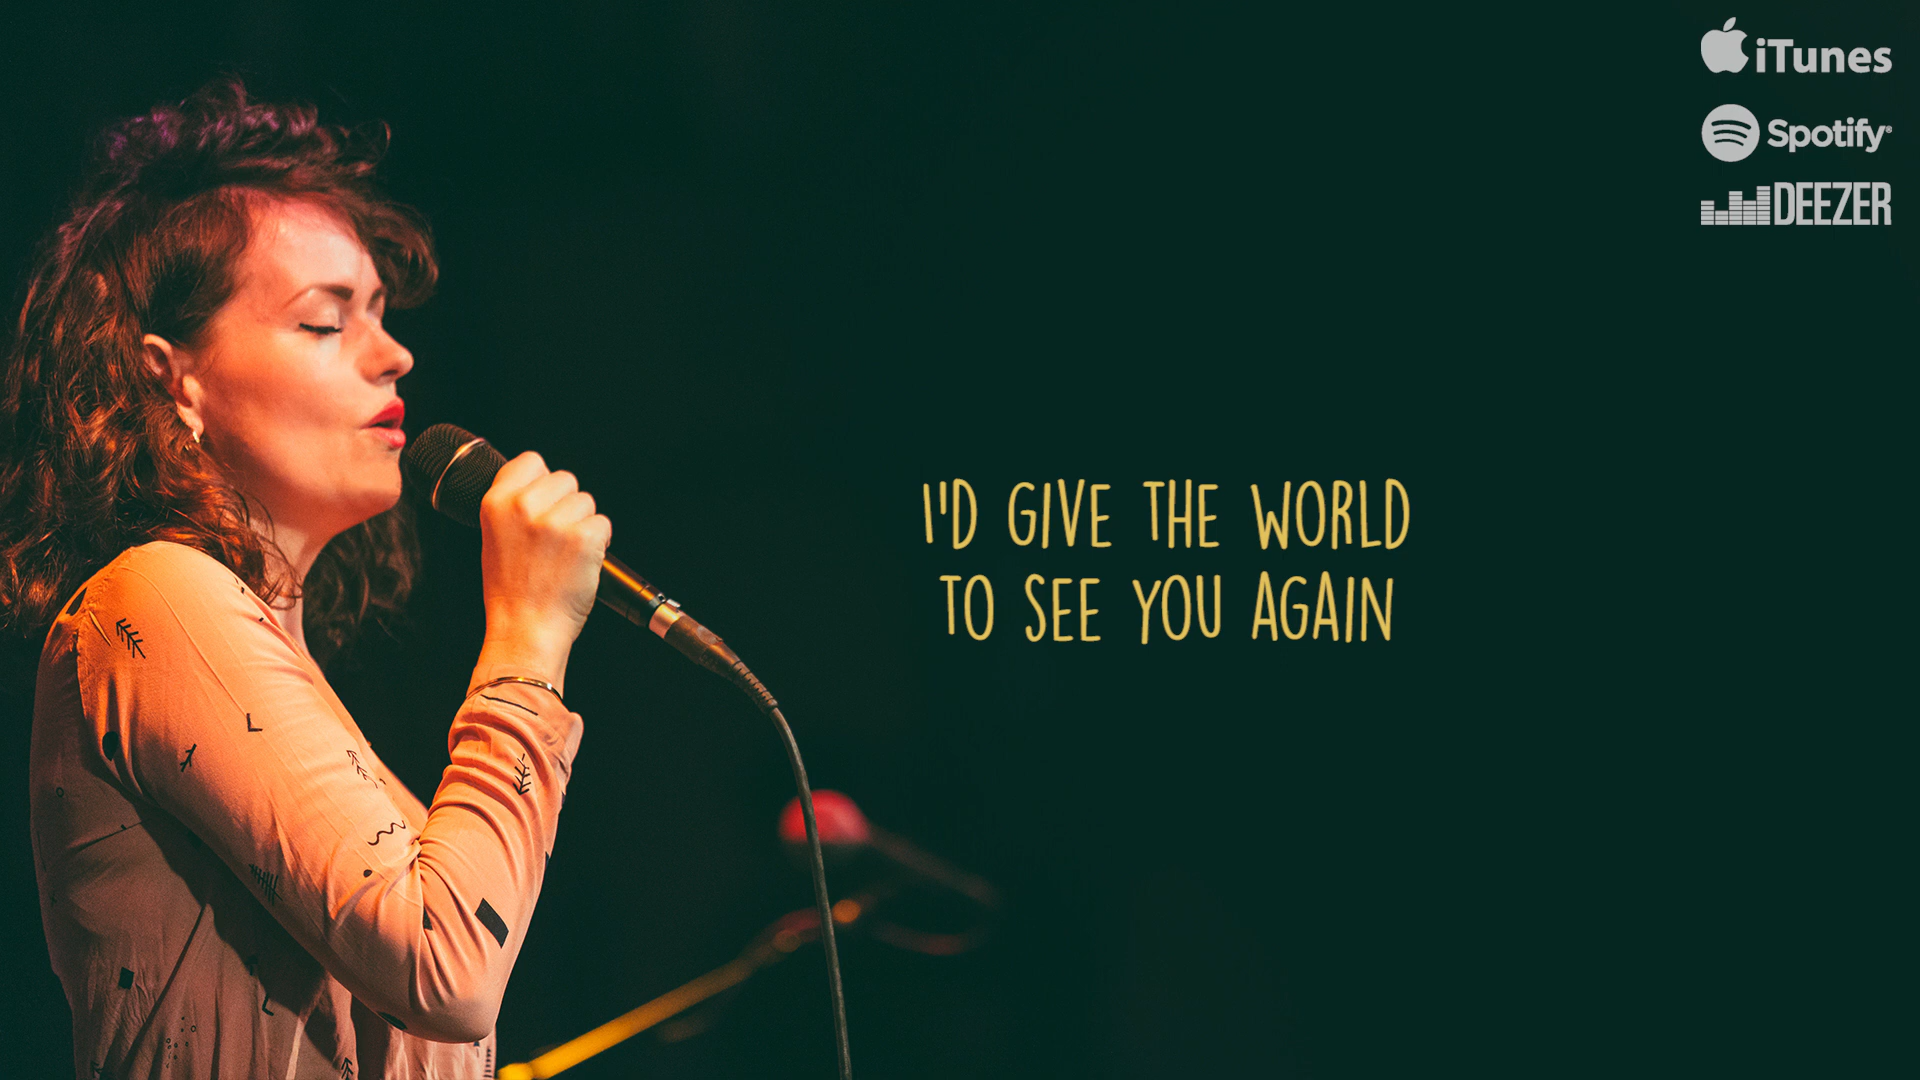 iTunes
Spotify
DEEZER
I'D GIVE THE WORLD
TO SEE YOU AGAIN